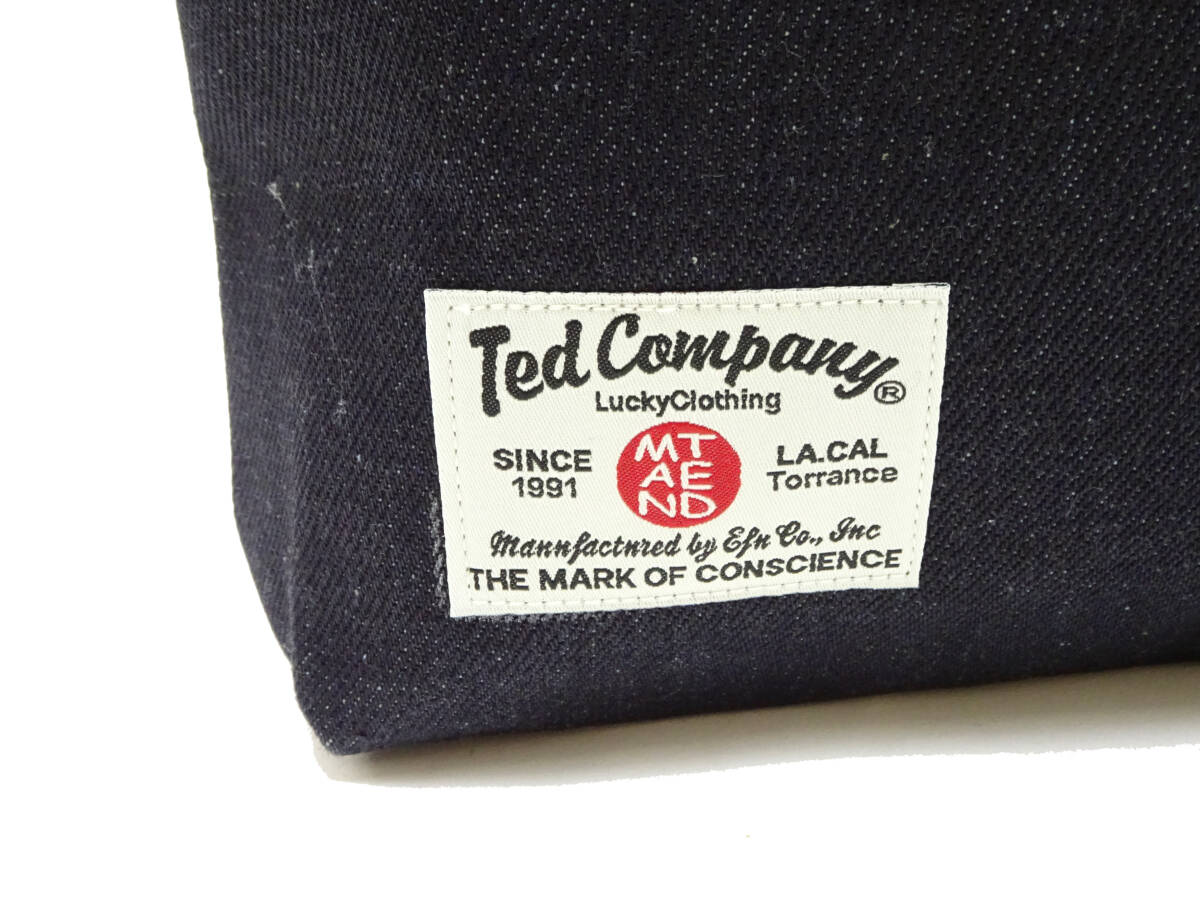 Ted Company®
LuckyClothing
SINCE
1991
MT
AE
ND
LA.CAL
Torrance
Mannfactnred by Efn Co., Inc
THE MARK OF CONSCIENCE